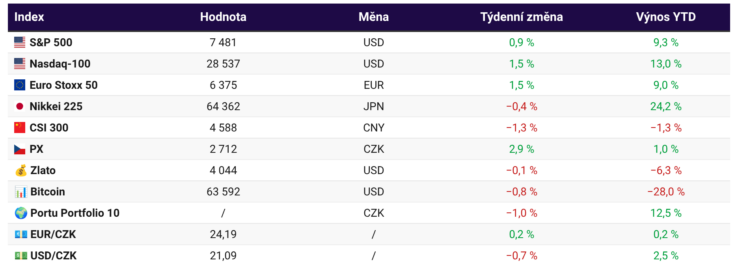 Index Hodnota Měna Týdenní změna Výnos YTD
S&P 500 7 481 USD 0,9 % 9,3 %
Nasdaq-100 28 537 USD 1,5 % 13,0 %
Euro Stoxx 50 6 375 EUR 1,5 % 9,0 %
Nikkei 225 64 362 JPN −0,4 % 24,2 %
CSI 300 4 588 CNY −1,3 % −1,3 %
PX 2 712 CZK 2,9 % 1,0 %
Zlato 4 044 USD −0,1 % −6,3 %
Bitcoin 63 592 USD −0,8 % −28,0 %
Portu Portfolio 10 / CZK −1,0 % 12,5 %
EUR/CZK 24,19 / 0,2 % 0,2 %
USD/CZK 21,09 / −0,7 % 2,5 %